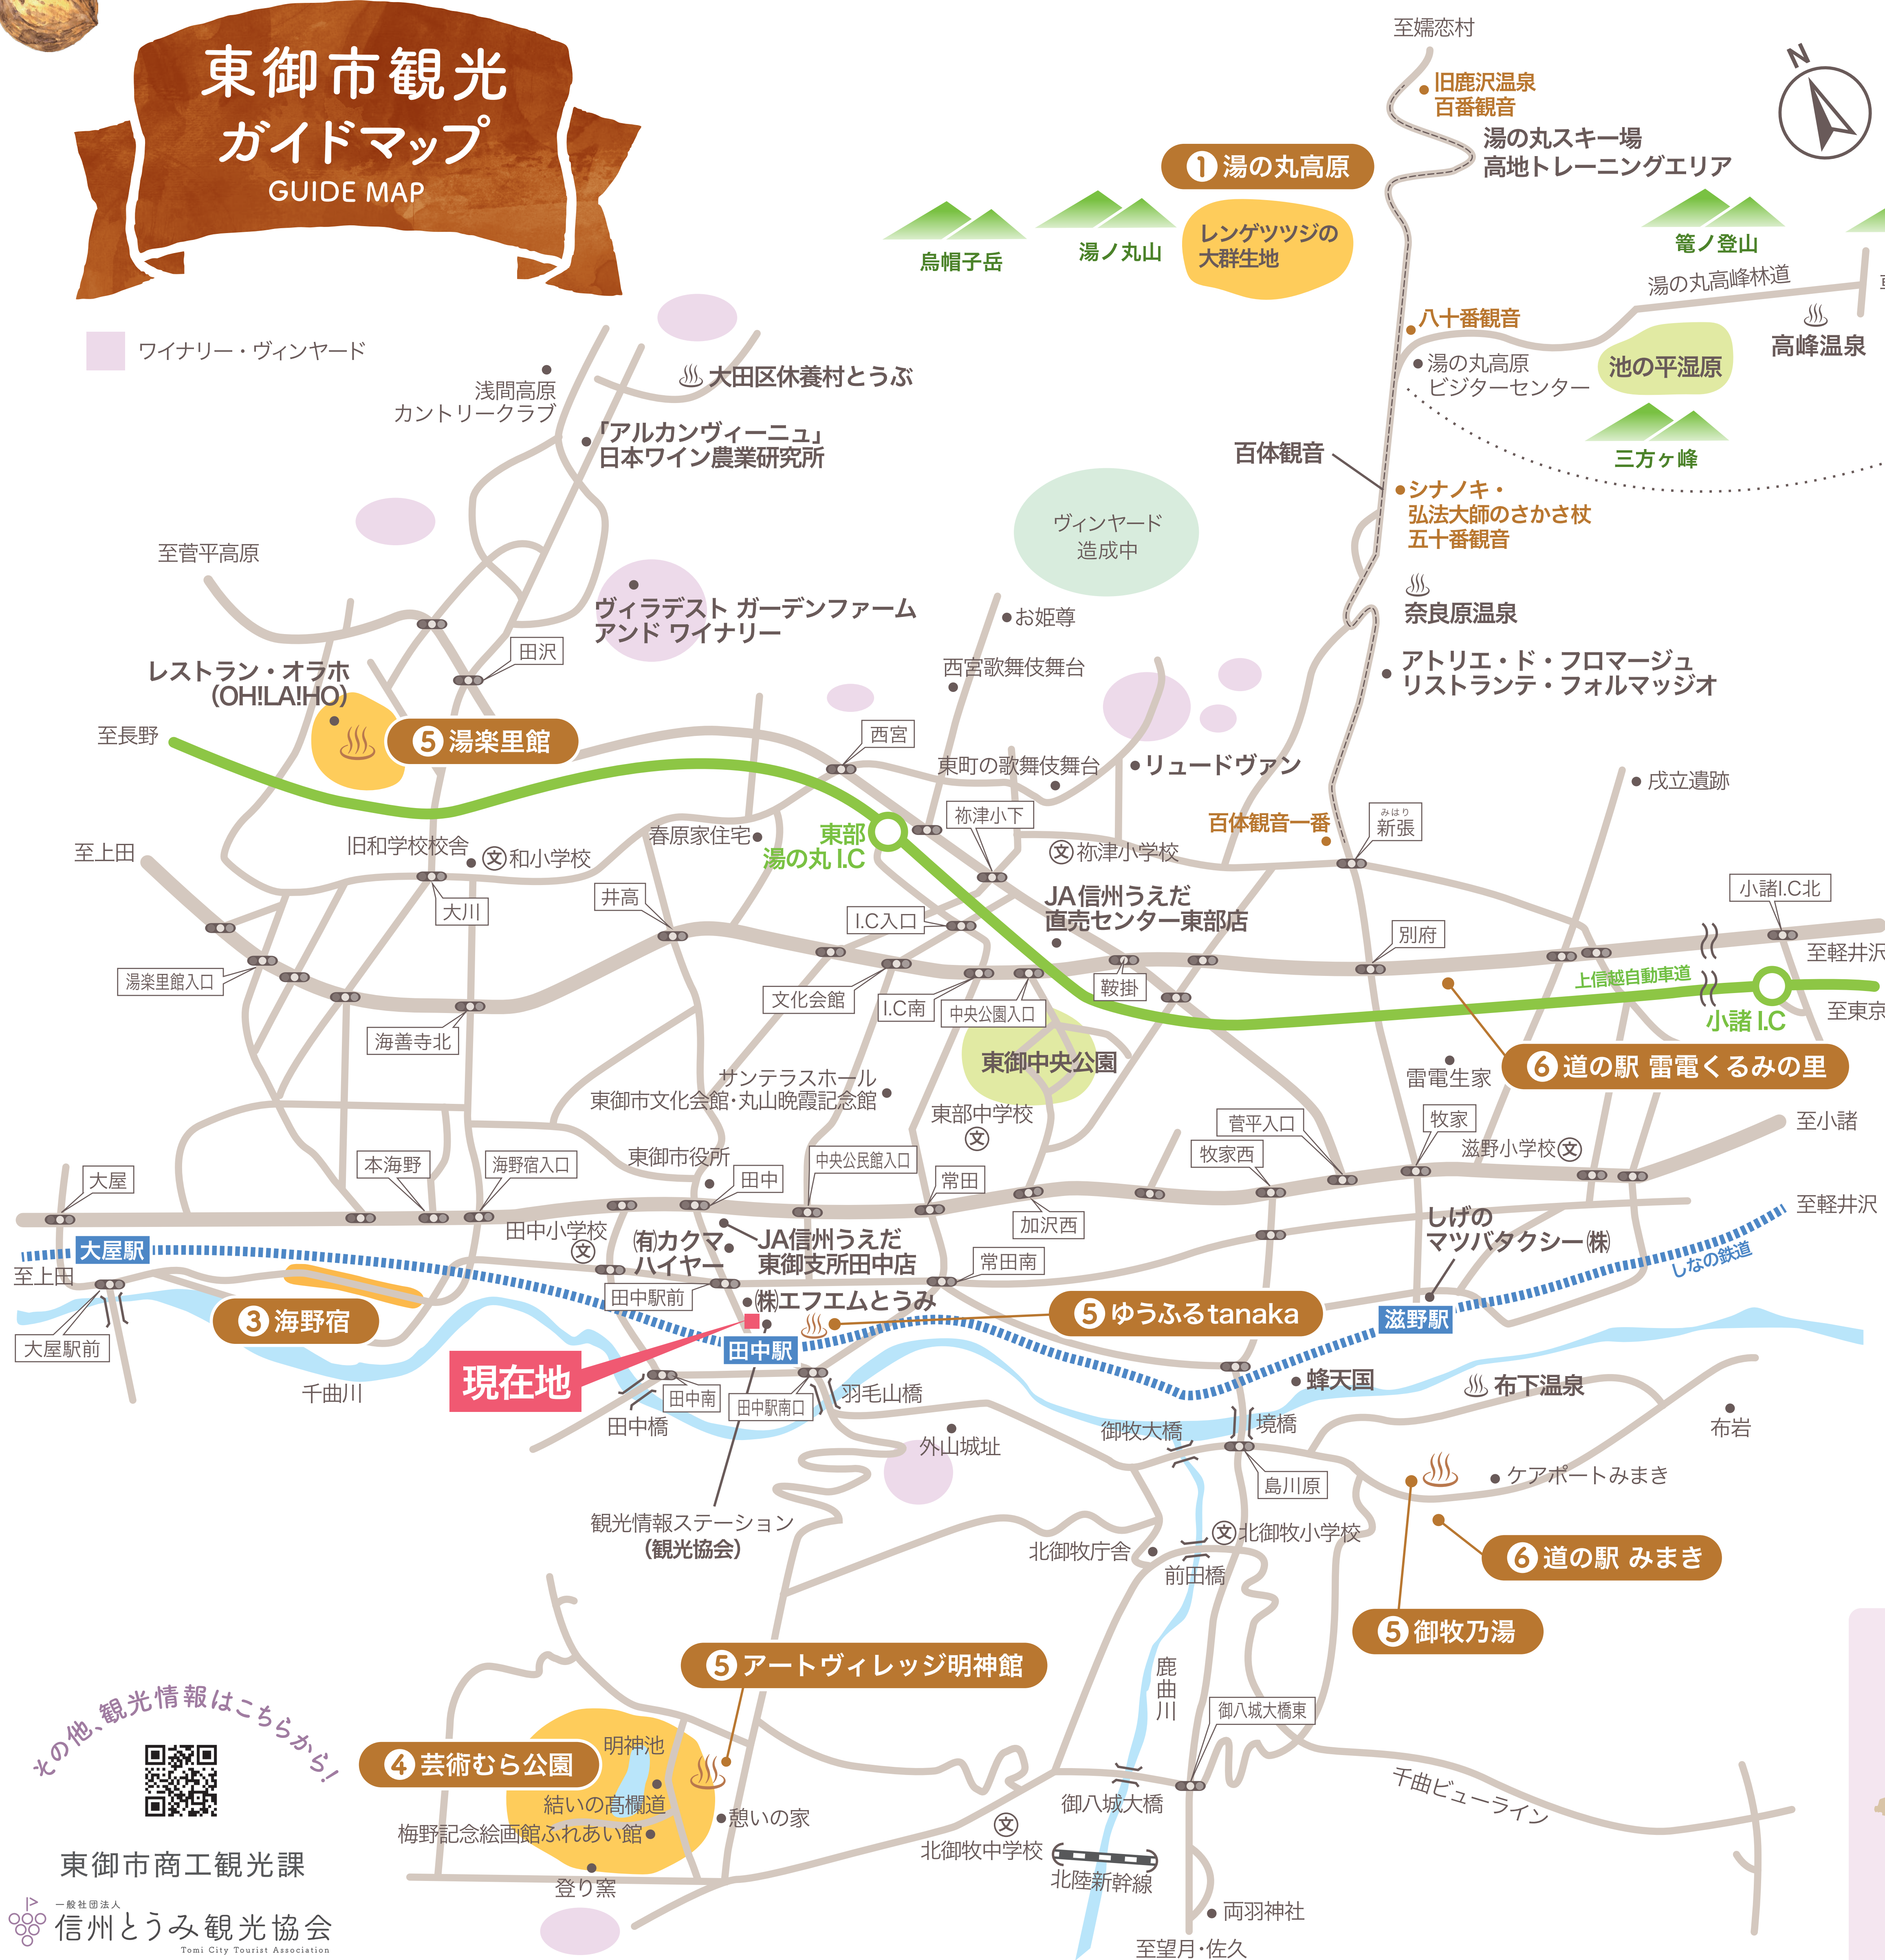 東御市観光
ガイドマップ
GUIDE MAP
ワイナリー・ヴィンヤード
至嬬恋村
旧鹿沢温泉
百番観音
湯の丸スキー場
高地トレーニングエリア
N
1 湯の丸高原
レンゲツツジの
大群生地
烏帽子岳
湯ノ丸山
篭ノ登山
湯の丸高峰林道
高峰温泉
八十番観音
湯の丸高原
ビジターセンター
池の平湿原
三方ヶ峰
浅間高原
カントリークラブ
大田区休養村とうぶ
「アルカンヴィーニュ」
日本ワイン農業研究所
百体観音
シナノキ・
弘法大師のさかさ杖
五十番観音
ヴィンヤード
造成中
至菅平高原
ヴィラデスト ガーデンファーム
アンド ワイナリー
奈良原温泉
お姫尊
田沢
レストラン・オラホ
(OH!LA!HO)
西宮歌舞伎舞台
アトリエ・ド・フロマージュ
リストランテ・フォルマッジオ
至長野
5 湯楽里館
西宮
東町の歌舞伎舞台
リュードヴァン
戌立遺跡
祢津小下
百体観音一番
みはり
新張
春原家住宅
東部
湯の丸 I.C
至上田
旧和学校校舎
文 和小学校
文 祢津小学校
大川
井高
I.C入口
JA信州うえだ
直売センター東部店
小諸I.C北
別府
至軽井沢
湯楽里館入口
文化会館
I.C南
中央公園入口
鞍掛
上信越自動車道
小諸 I.C
至東京
海善寺北
東御中央公園
6 道の駅 雷電くるみの里
雷電生家
サンテラスホール
東御市文化会館・丸山晩霞記念館
東部中学校
文
菅平入口
牧家
至小諸
滋野小学校 文
牧家西
大屋
本海野
海野宿入口
東御市役所
田中
中央公民館入口
常田
加沢西
至軽井沢
田中小学校
文
(有)カクマ
ハイヤー
JA信州うえだ
東御支所田中店
常田南
しげの
マツバタクシー(株)
しなの鉄道
大屋駅
至上田
田中駅前
(株)エフエムとうみ
5 ゆうふるtanaka
滋野駅
3 海野宿
大屋駅前
田中駅
現在地
千曲川
田中南
田中駅南口
羽毛山橋
田中橋
蜂天国
布下温泉
布岩
外山城址
御牧大橋
境橋
島川原
ケアポートみまき
観光情報ステーション
(観光協会)
北御牧庁舎
文 北御牧小学校
前田橋
6 道の駅 みまき
5 御牧乃湯
5 アートヴィレッジ明神館
鹿曲川
御八城大橋東
4 芸術むら公園
明神池
結いの髙欄道
梅野記念絵画館ふれあい館
憩いの家
登り窯
御八城大橋
千曲ビューライン
文
北御牧中学校
北陸新幹線
両羽神社
至望月・佐久
その他、観光情報はこちらから！
東御市商工観光課
一般社団法人
信州とうみ観光協会
Tomi City Tourist Association